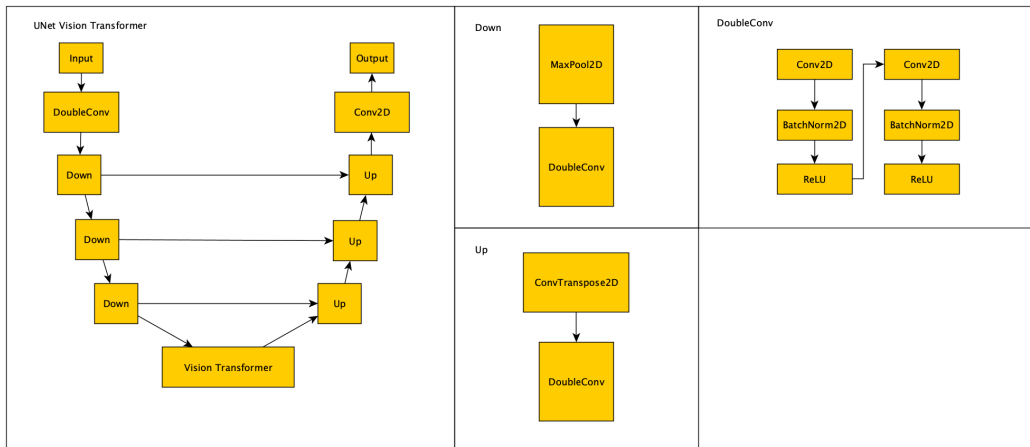 UNet Vision Transformer
Input
Output
DoubleConv
Conv2D
Down
Up
Down
Up
Down
Up
Vision Transformer
Down
MaxPool2D
DoubleConv
DoubleConv
Conv2D
Conv2D
BatchNorm2D
BatchNorm2D
ReLU
ReLU
Up
ConvTranspose2D
DoubleConv